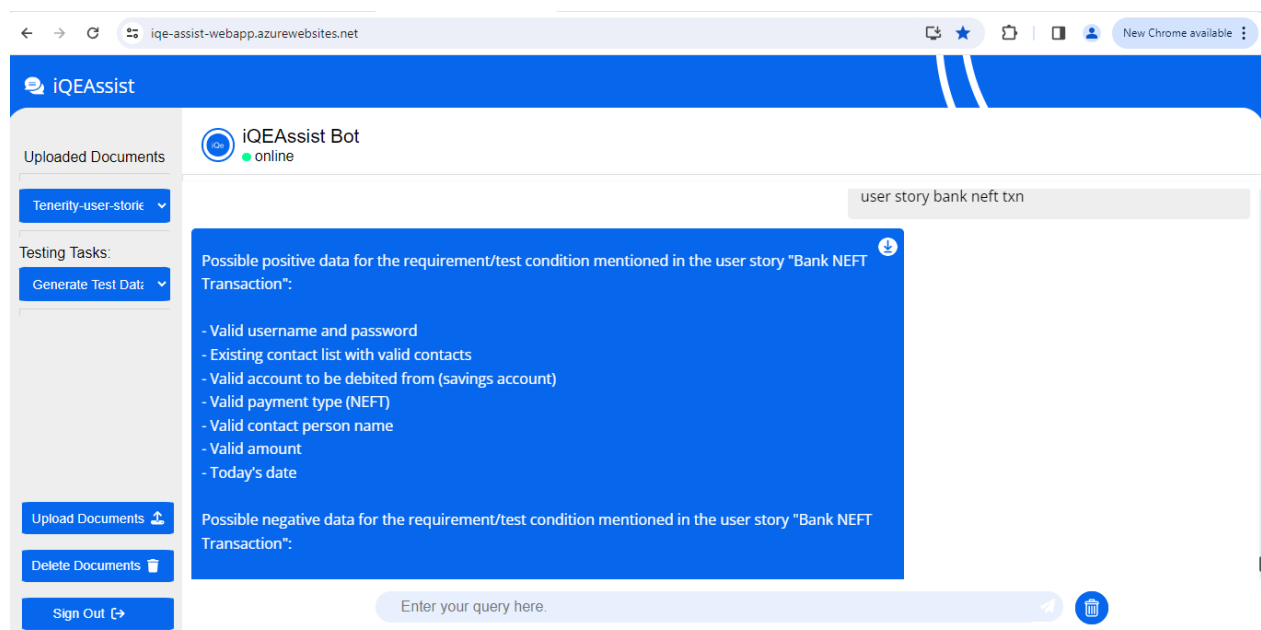 iqe-assist-webapp.azurewebsites.net
New Chrome available
iQEAssist
Uploaded Documents
Tenerity-user-storie
Testing Tasks:
Generate Test Data
Upload Documents
Delete Documents
Sign Out
iQe
iQEAssist Bot
online
user story bank neft txn
Possible positive data for the requirement/test condition mentioned in the user story "Bank NEFT
Transaction":
- Valid username and password
- Existing contact list with valid contacts
- Valid account to be debited from (savings account)
- Valid payment type (NEFT)
- Valid contact person name
- Valid amount
- Today's date
Possible negative data for the requirement/test condition mentioned in the user story "Bank NEFT
Transaction":
Enter your query here.